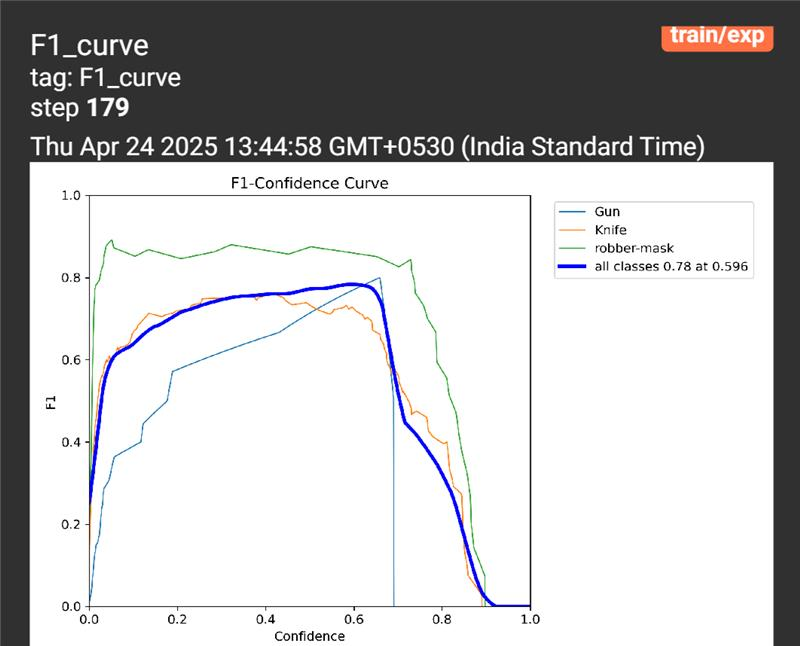 F1_curve
train/exp
tag: F1_curve
step 179
Thu Apr 24 2025 13:44:58 GMT+0530 (India Standard Time)
F1-Confidence Curve
1.0
0.8
0.6
0.4
0.2
0.0
F1
0.0 0.2 0.4 0.6 0.8 1.0
Confidence
Gun
Knife
robber-mask
all classes 0.78 at 0.596